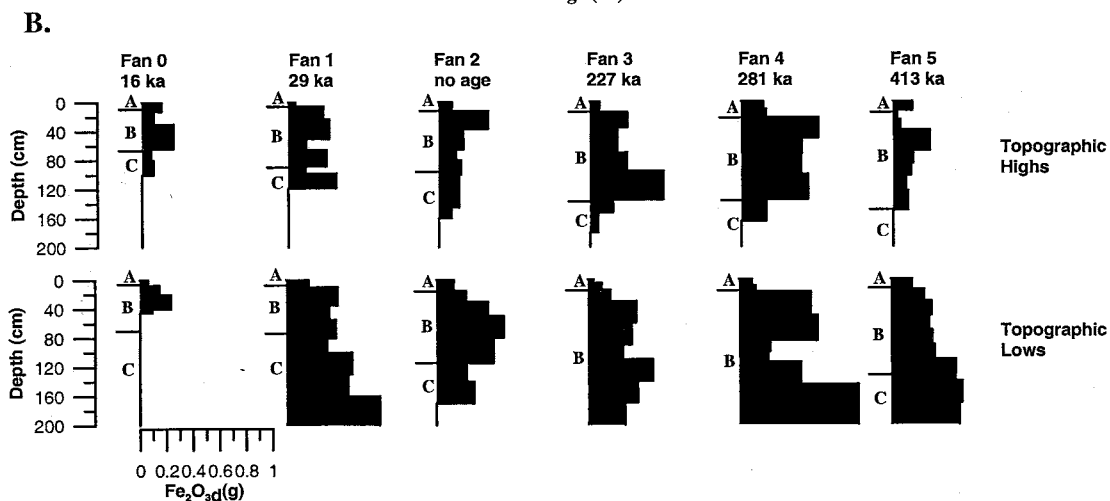 B.
Fan 0 Fan 1 Fan 2 Fan 3 Fan 4 Fan 5
16 ka 29 ka no age 227 ka 281 ka 413 ka
Depth (cm)
0
40
80
120
160
200
A B C
A B C
A B C
A B C
A B C
A B C
Topographic
Highs
Depth (cm)
0
40
80
120
160
200
A B C
A B C
A B C
A B
A B
A B C
Topographic
Lows
0 0.2 0.4 0.6 0.8 1
Fe₂O₃d(g)